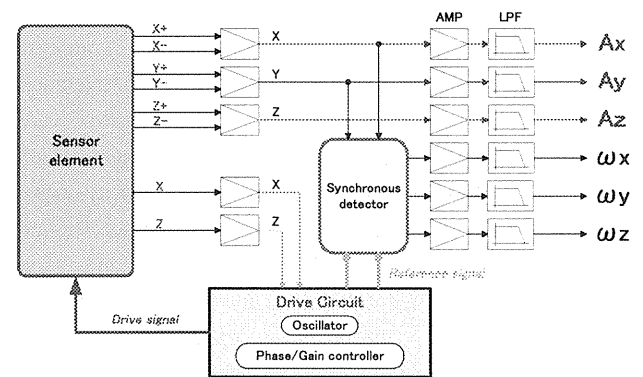 AMP LPF
X+
X-
X
Ax
Y+
Y-
Y
Ay
Z+
Z-
Z
Az
Sensor
element
Synchronous
detector
ωx
X
X
ωy
Z
Z
ωz
Reference signal
Drive signal
Drive Circuit
Oscillator
Phase/Gain controller